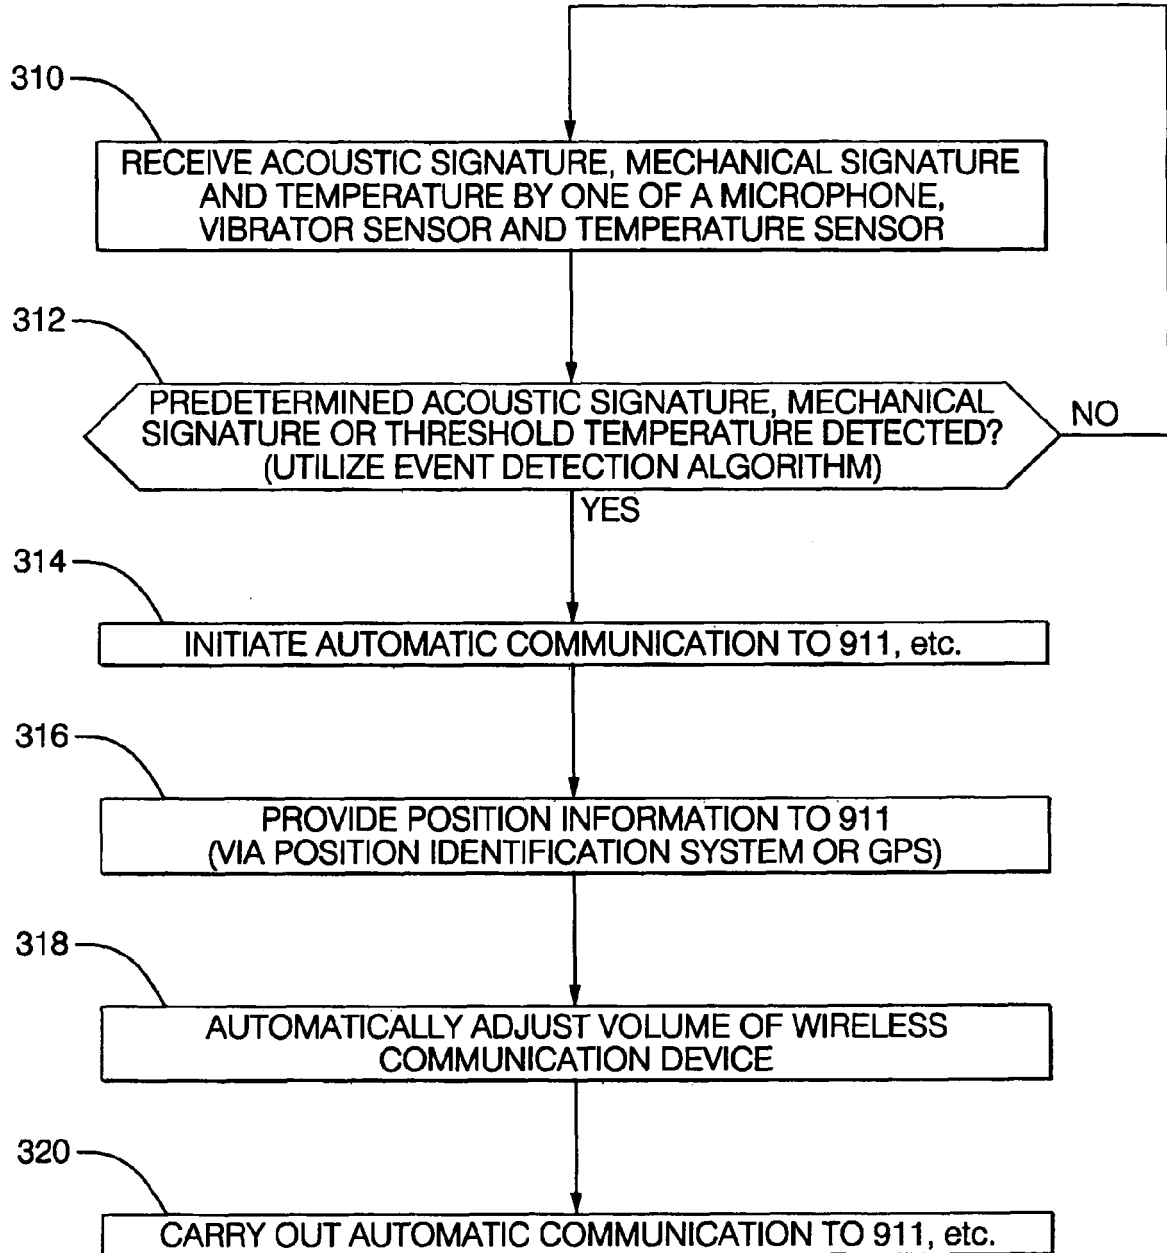 310
RECEIVE ACOUSTIC SIGNATURE, MECHANICAL SIGNATURE
AND TEMPERATURE BY ONE OF A MICROPHONE,
VIBRATOR SENSOR AND TEMPERATURE SENSOR
312
PREDETERMINED ACOUSTIC SIGNATURE, MECHANICAL
SIGNATURE OR THRESHOLD TEMPERATURE DETECTED?
(UTILIZE EVENT DETECTION ALGORITHM)
NO
YES
314
INITIATE AUTOMATIC COMMUNICATION TO 911, etc.
316
PROVIDE POSITION INFORMATION TO 911
(VIA POSITION IDENTIFICATION SYSTEM OR GPS)
318
AUTOMATICALLY ADJUST VOLUME OF WIRELESS
COMMUNICATION DEVICE
320
CARRY OUT AUTOMATIC COMMUNICATION TO 911, etc.